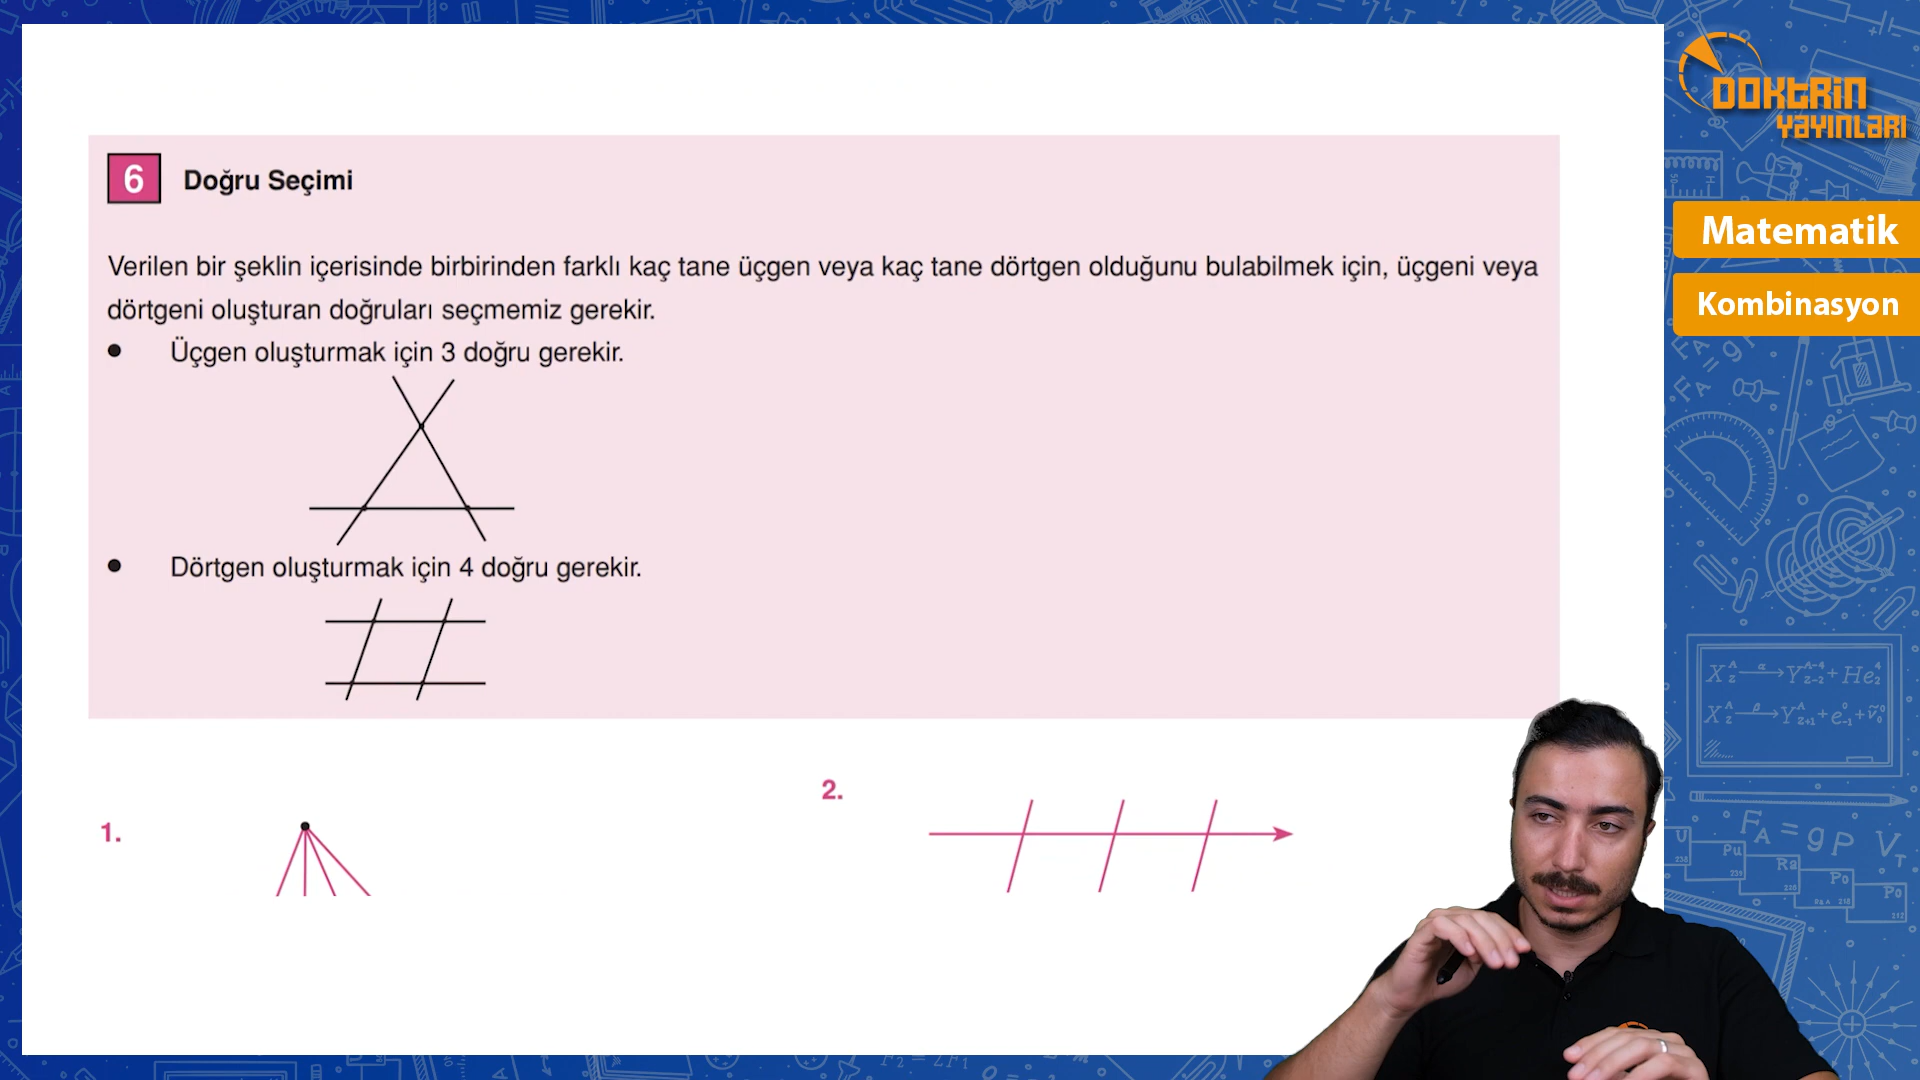 DOKTRiN
YAYINLARI
Matematik
Kombinasyon
6 Doğru Seçimi
Verilen bir şeklin içerisinde birbirinden farklı kaç tane üçgen veya kaç tane dörtgen olduğunu bulabilmek için, üçgeni veya
dörtgeni oluşturan doğruları seçmemiz gerekir.
• Üçgen oluşturmak için 3 doğru gerekir.
• Dörtgen oluşturmak için 4 doğru gerekir.
1.
2.